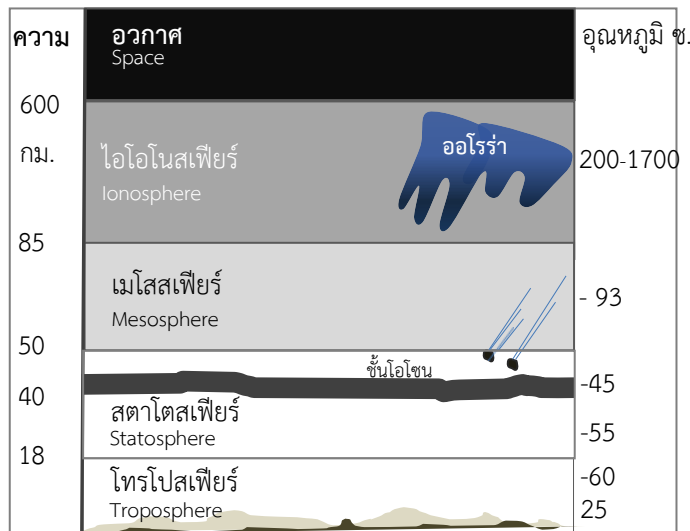 ความ
อวกาศ
Space
อุณหภูมิ ซ.
600
กม.
ไอโอโนสเฟียร์
Ionosphere
ออโรร่า
200-1700
85
เมโสสเฟียร์
Mesosphere
- 93
50
ชั้นโอโซน
40
-45
สตาโตสเฟียร์
Statosphere
-55
18
โทรโปสเฟียร์
Troposphere
-60
25